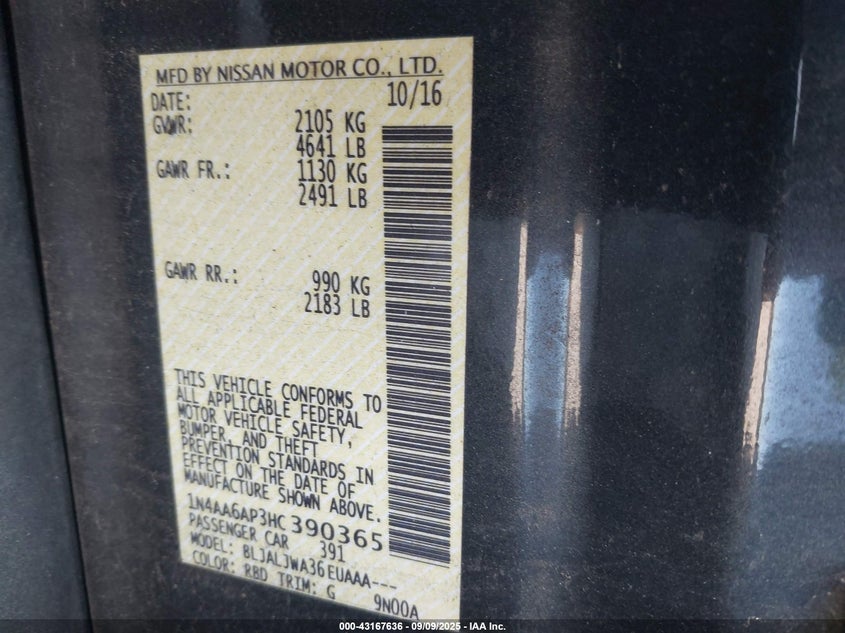 MFD BY NISSAN MOTOR CO., LTD.
DATE: 10/16
GVWR: 2105 KG
4641 LB
GAWR FR.: 1130 KG
2491 LB
GAWR RR.: 990 KG
2183 LB
THIS VEHICLE CONFORMS TO
ALL APPLICABLE FEDERAL
MOTOR VEHICLE SAFETY,
BUMPER, AND THEFT
PREVENTION STANDARDS IN
EFFECT ON THE DATE OF
MANUFACTURE SHOWN ABOVE.
1N4AA6AP3HC390365
PASSENGER CAR 391
MODEL: BLJALJWA36EUAAA---
COLOR: RBD TRIM: G 9N00A
000-43167636 - 09/09/2025 - IAA Inc.